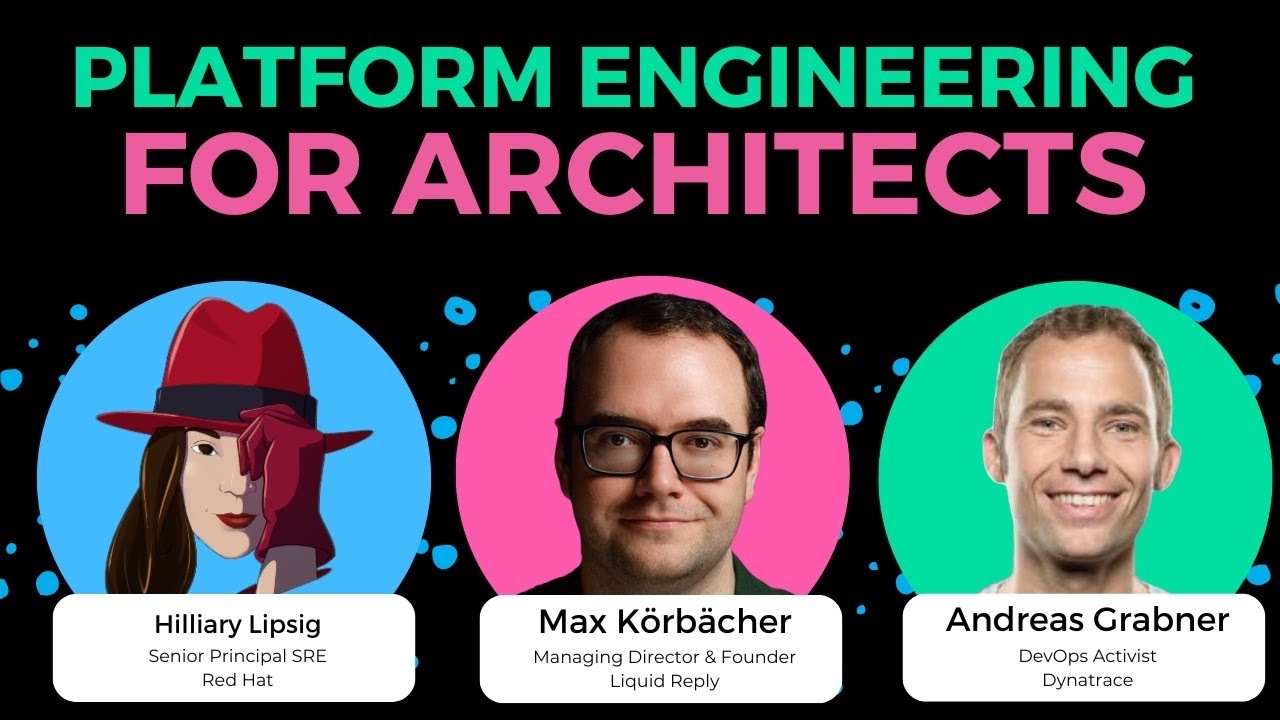 PLATFORM ENGINEERING
FOR ARCHITECTS
Hilliary Lipsig
Senior Principal SRE
Red Hat
Max Körbächer
Managing Director & Founder
Liquid Reply
Andreas Grabner
DevOps Activist
Dynatrace